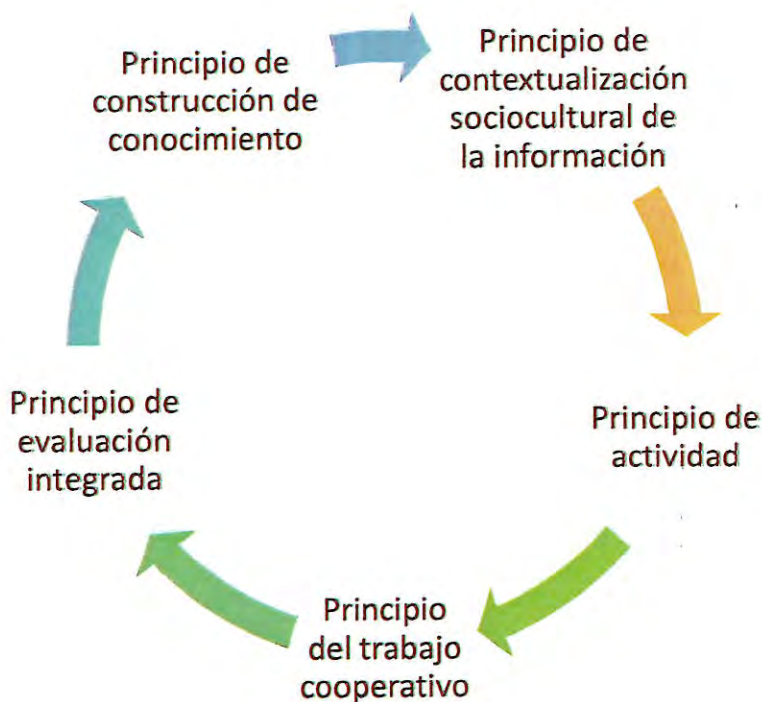 Principio de
construcción de
conocimiento
Principio de
contextualización
sociocultural de
la información
Principio de
actividad
Principio
del trabajo
cooperativo
Principio de
evaluación
integrada